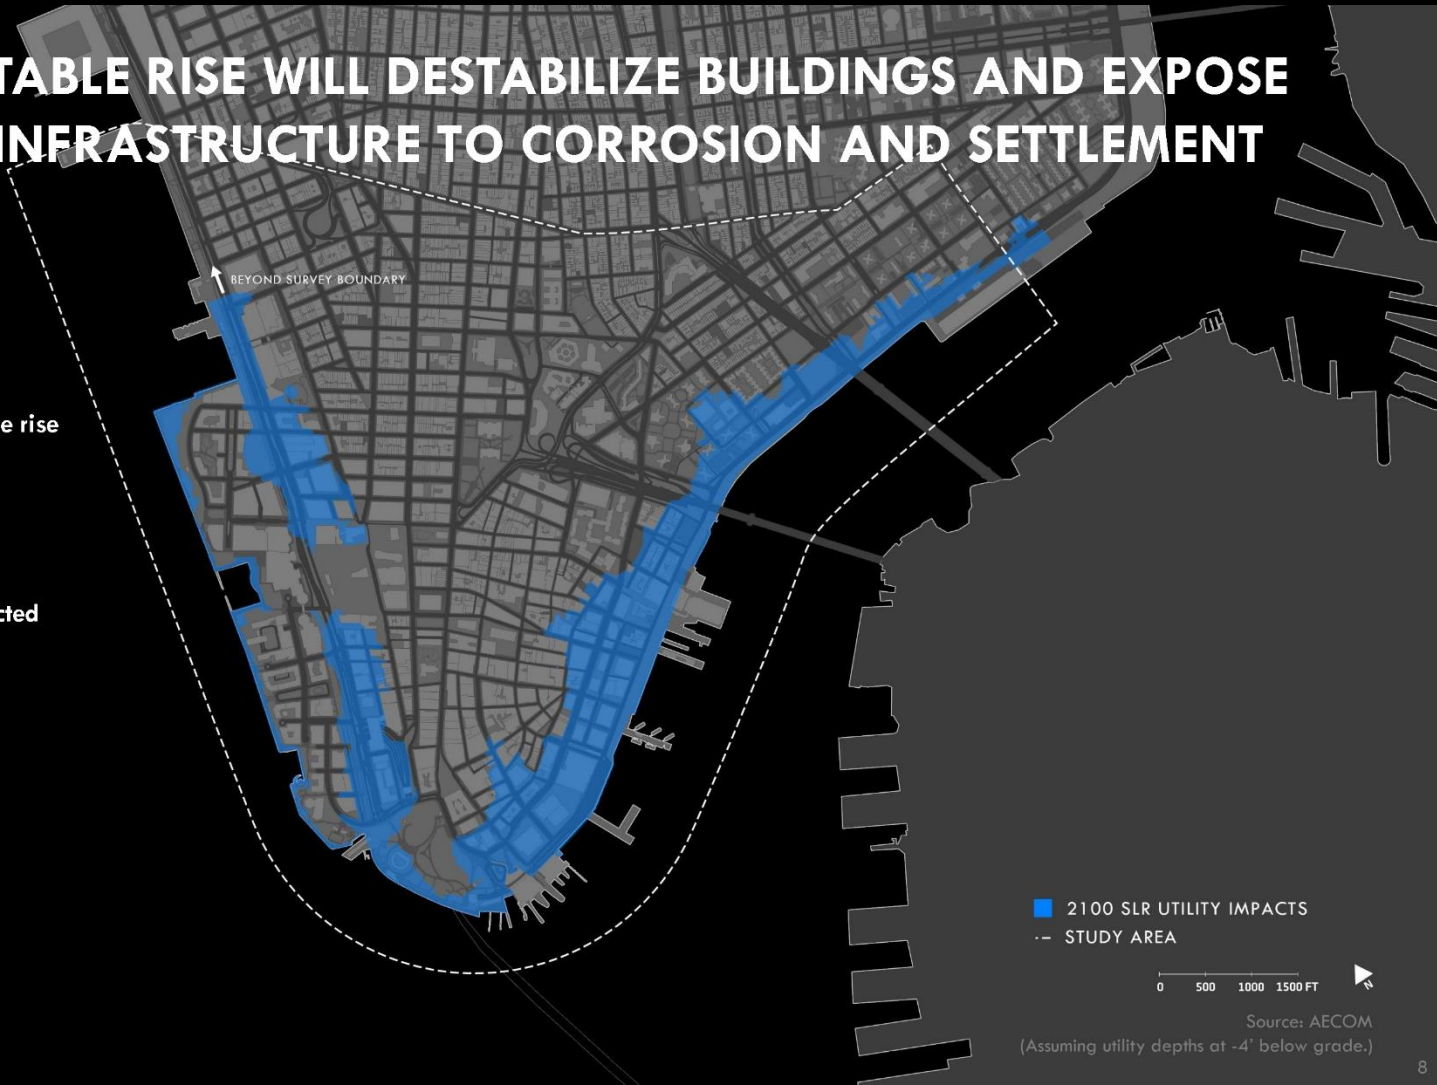 TABLE RISE WILL DESTABILIZE BUILDINGS AND EXPOSE
INFRASTRUCTURE TO CORROSION AND SETTLEMENT
BEYOND SURVEY BOUNDARY
e rise
cted
2100 SLR UTILITY IMPACTS
STUDY AREA
0 500 1000 1500 FT
N
Source: AECOM
(Assuming utility depths at -4' below grade.)
8